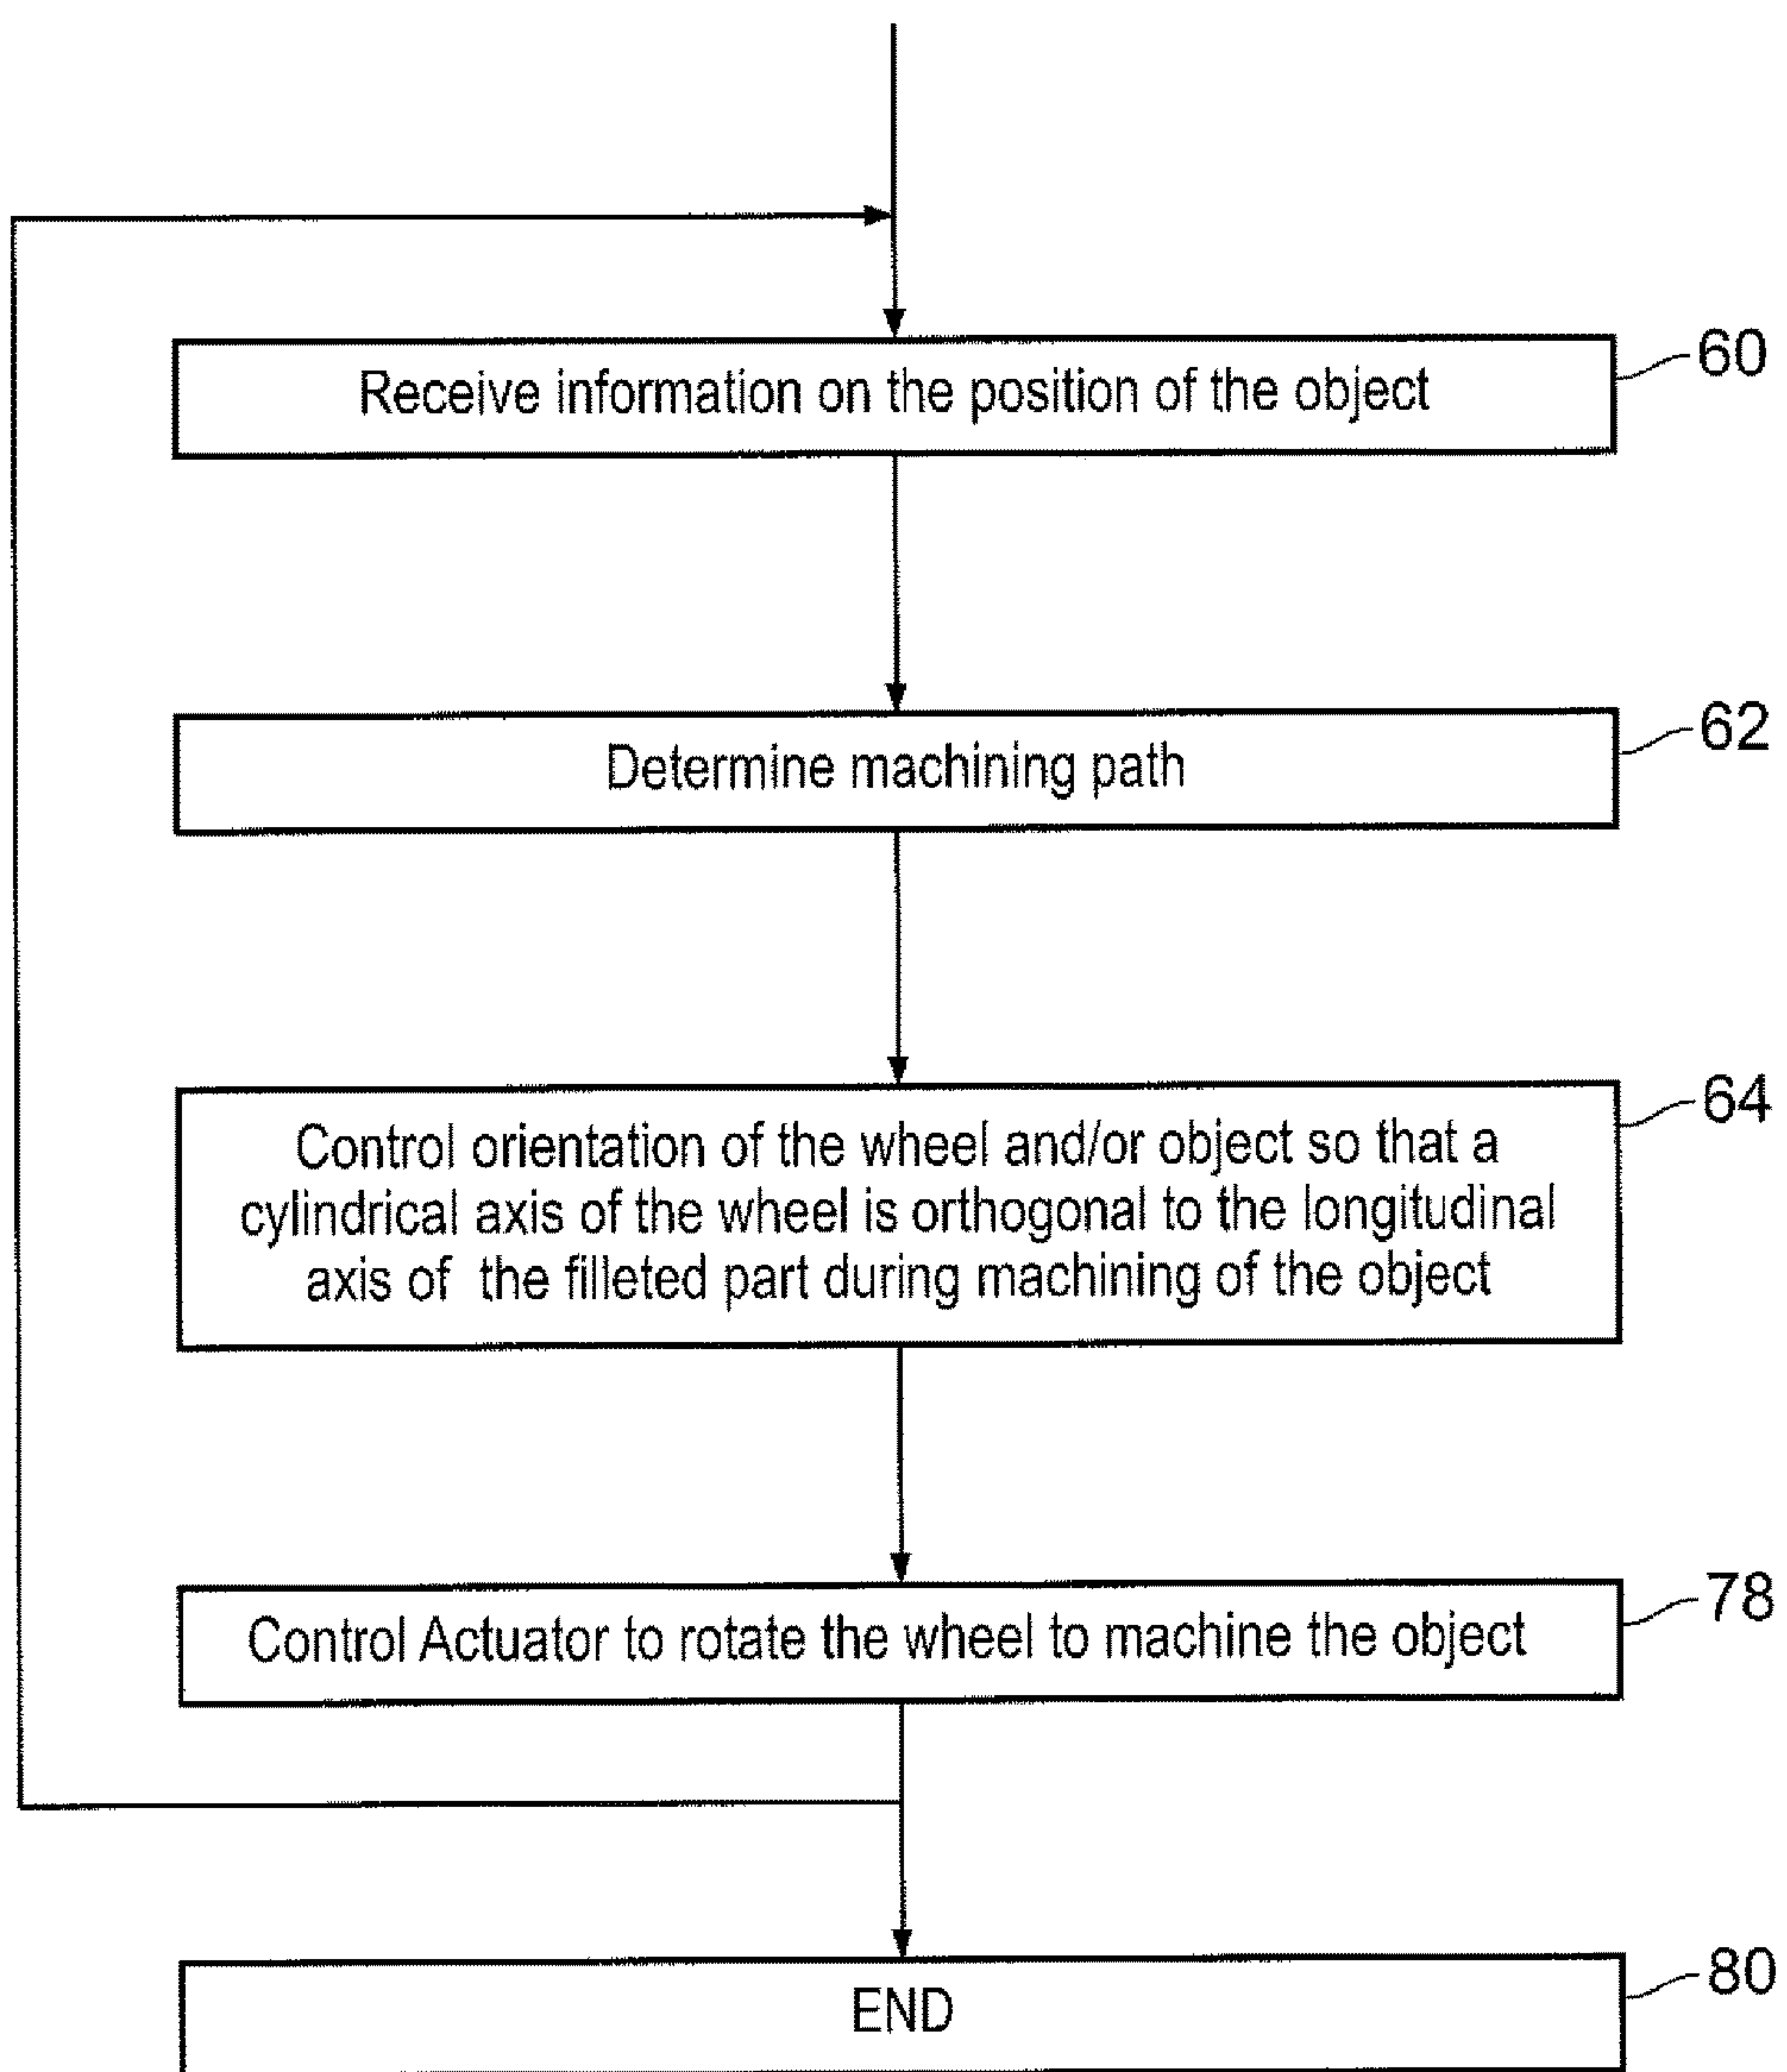 Receive information on the position of the object
60
Determine machining path
62
Control orientation of the wheel and/or object so that a
cylindrical axis of the wheel is orthogonal to the longitudinal
axis of the filleted part during machining of the object
64
Control Actuator to rotate the wheel to machine the object
78
END
80